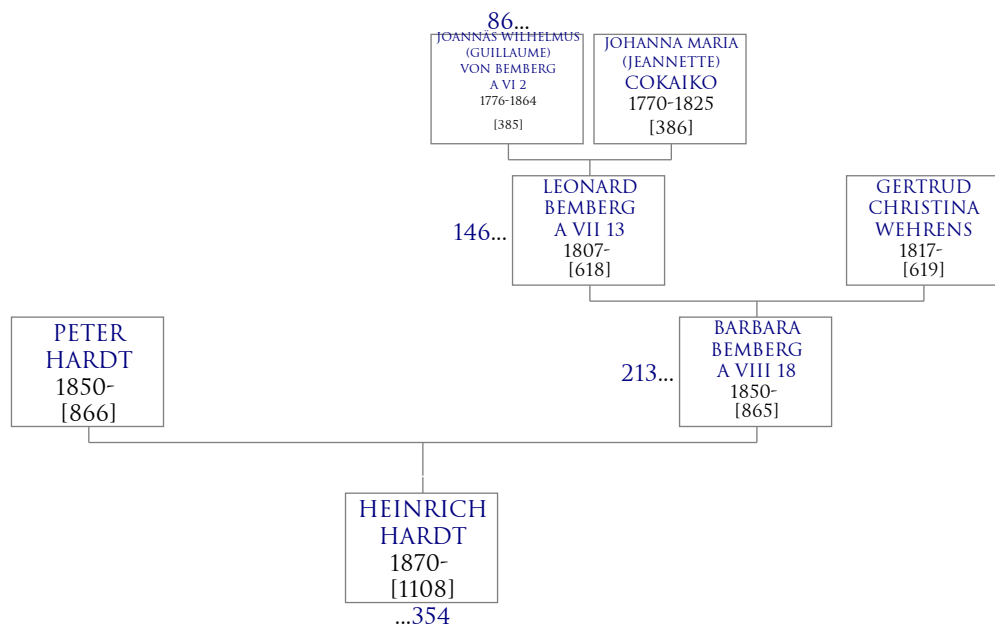 86...
JOANNÄS WILHELMUS
(GUILLAUME)
VON BEMBERG
A VI 2
1776-1864
[385]
JOHANNA MARIA
(JEANNETTE)
COKAIKO
1770-1825
[386]
146...
LEONARD
BEMBERG
A VII 13
1807-
[618]
GERTRUD
CHRISTINA
WEHRENS
1817-
[619]
PETER
HARDT
1850-
[866]
213...
BARBARA
BEMBERG
A VIII 18
1850-
[865]
HEINRICH
HARDT
1870-
[1108]
...354